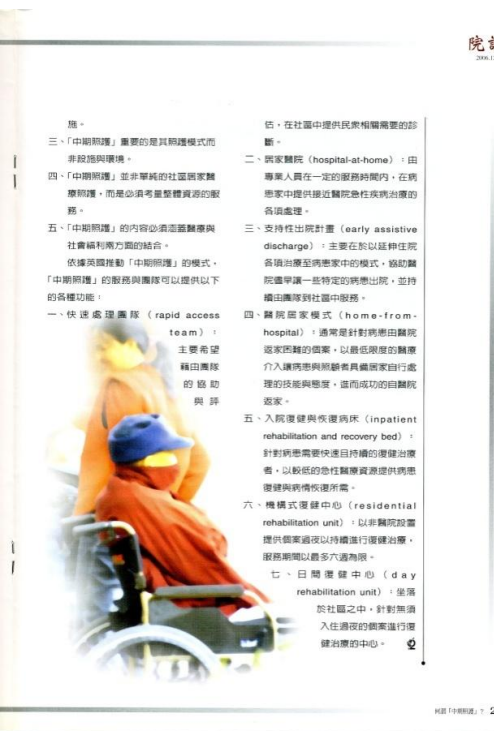 院
2006.1
施。
三、「中期照護」重要的是其照護模式而
非設施與環境。
四、「中期照護」並非單純的社區居家醫
療照護，而是必須考量整體資源的服
務。
五、「中期照護」的內容必須涵蓋醫療與
社會福利兩方面的結合。
依據英國推動「中期照護」的模式，
「中期照護」的服務與團隊可以提供以下
的各種功能：
一、快速處理團隊（rapid access
team）：
主要希望
藉由團隊
的協助
與評
估，在社區中提供民眾相關需要的診
斷。
二、居家醫院（hospital-at-home）：由
專業人員在一定的服務時間內，在病
患家中提供接近醫院急性疾病治療的
各項處理。
三、支持性出院計畫（early assistive
discharge）：主要在於以延伸住院
各項治療至病患家中的模式，協助醫
院儘早讓一些特定的病患出院，並持
續由團隊到社區中服務。
四、醫院居家模式（home-from-
hospital）：通常是針對病患由醫院
返家困難的個案，以最低限度的醫療
介入讓病患與照顧者具備居家自行處
理的技能與態度，進而成功的自醫院
返家。
五、入院復健與恢復病床（inpatient
rehabilitation and recovery bed）：
針對病患需要快速且持續的復健治療
者，以較低的急性醫療資源提供病患
復健與病情恢復所需。
六、機構式復健中心（residential
rehabilitation unit）：以非醫院設置
提供個案過夜以持續進行復健治療，
服務期間以最多六週為限。
七、日間復健中心（day
rehabilitation unit）：坐落
於社區之中，針對無須
入住過夜的個案進行復
健治療的中心。
何謂「中期照護」？ 2